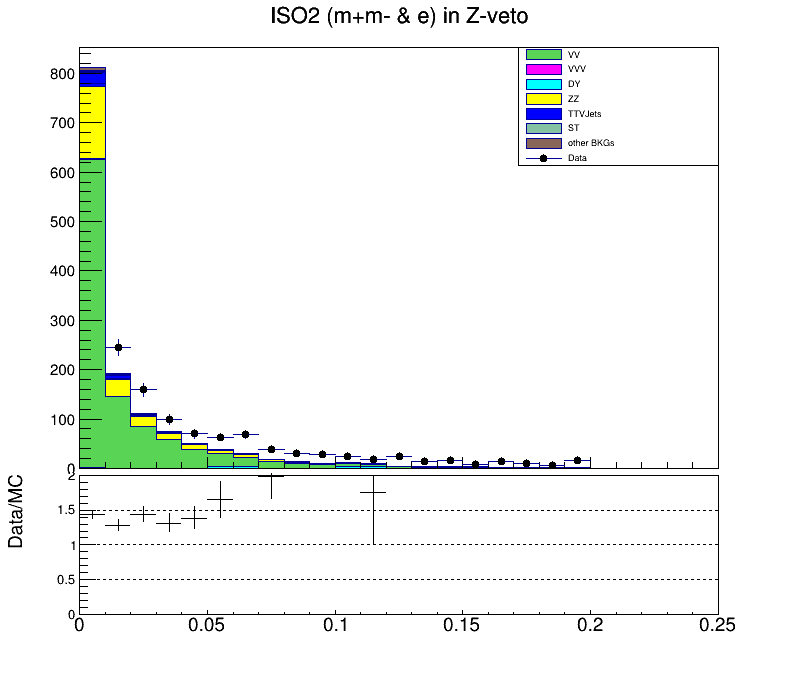 ISO2 (m+m- & e) in Z-veto
800
700
600
500
400
300
200
100
0
VV
VVV
DY
ZZ
TTVJets
ST
other BKGs
Data
Data/MC
2
1.5
1
0.5
0
0 0.05 0.1 0.15 0.2 0.25